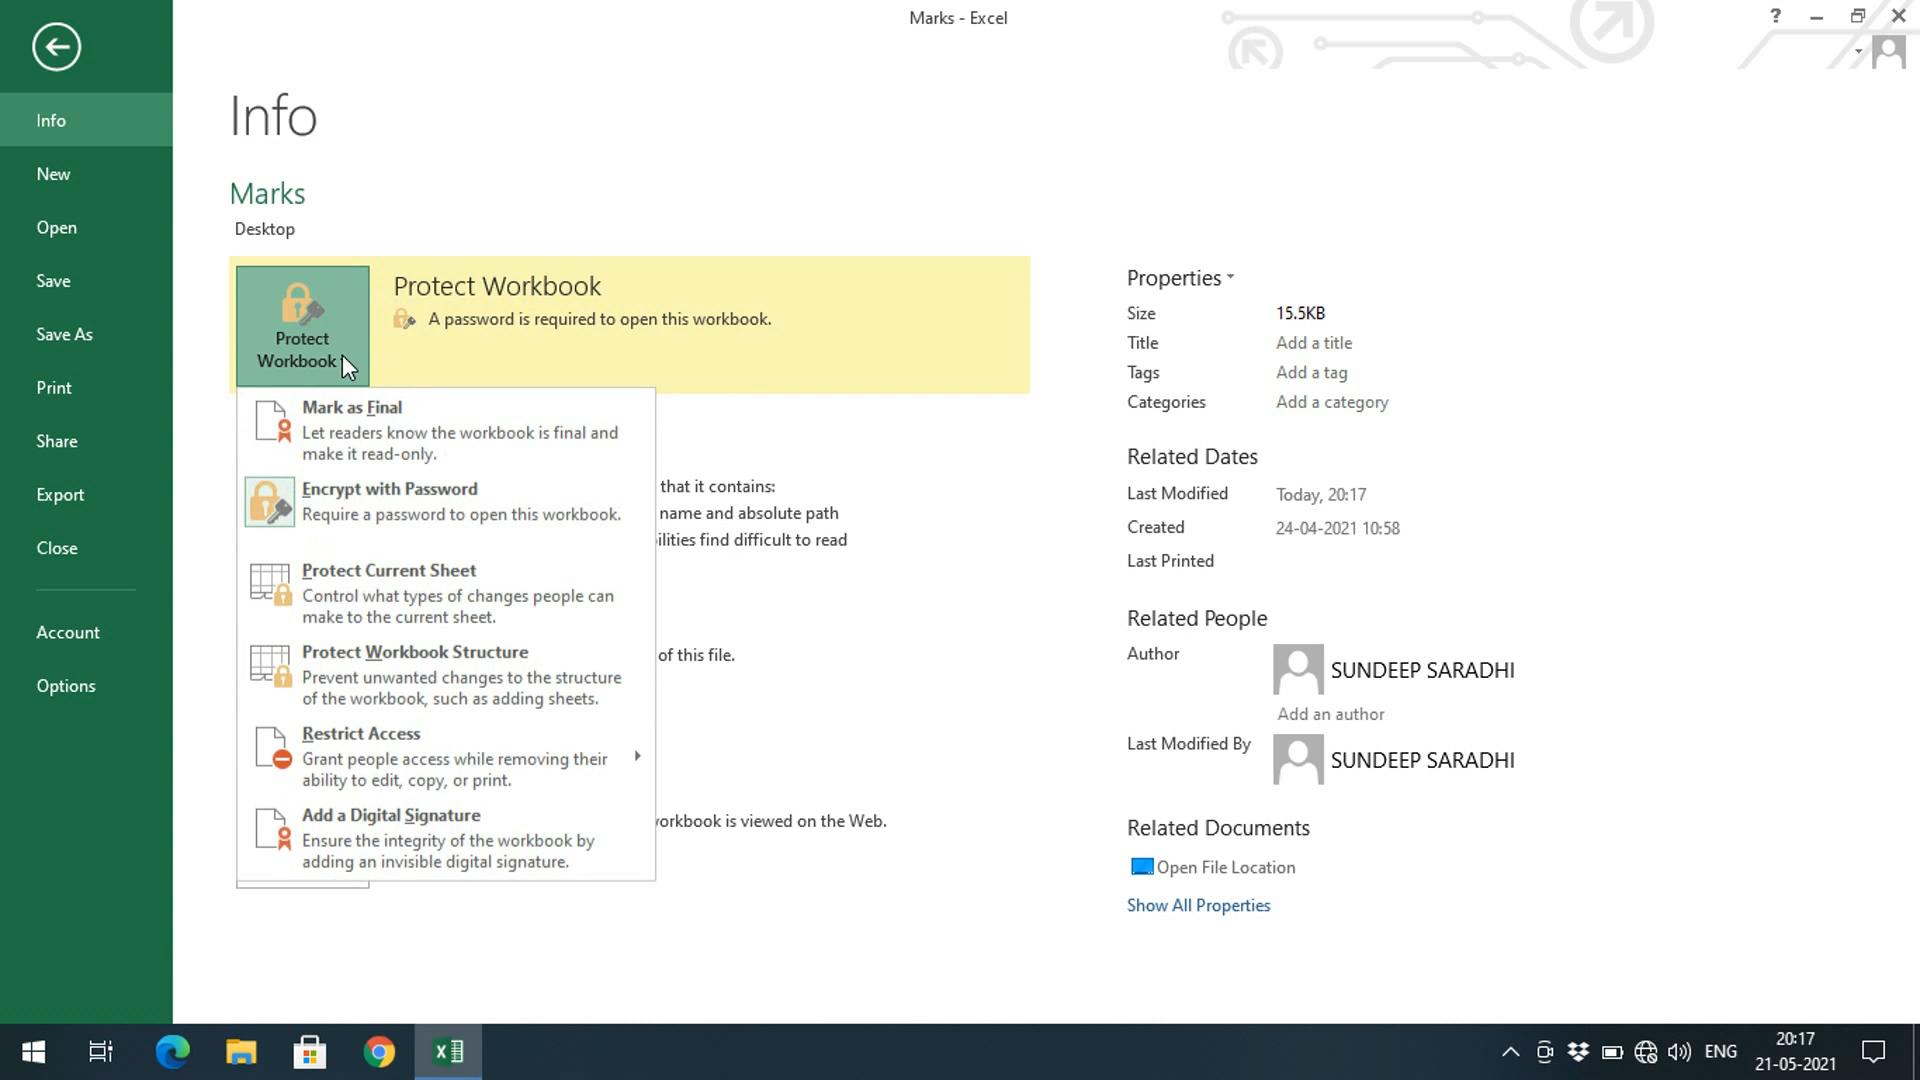 Marks - Excel
?
Info
Info
New
Open
Save
Save As
Print
Share
Export
Close
Account
Options
Marks
Desktop
Protect
Workbook
Protect Workbook
A password is required to open this workbook.
Mark as Final
Let readers know the workbook is final and
make it read-only.
Encrypt with Password
Require a password to open this workbook.
Protect Current Sheet
Control what types of changes people can
make to the current sheet.
Protect Workbook Structure
Prevent unwanted changes to the structure
of the workbook, such as adding sheets.
Restrict Access
Grant people access while removing their
ability to edit, copy, or print.
Add a Digital Signature
Ensure the integrity of the workbook by
adding an invisible digital signature.
that it contains:
name and absolute path
ilities find difficult to read
of this file.
orkbook is viewed on the Web.
Properties
Size 15.5KB
Title Add a title
Tags Add a tag
Categories Add a category
Related Dates
Last Modified Today, 20:17
Created 24-04-2021 10:58
Last Printed
Related People
Author SUNDEEP SARADHI
Add an author
Last Modified By SUNDEEP SARADHI
Related Documents
Open File Location
Show All Properties
ENG
20:17
21-05-2021